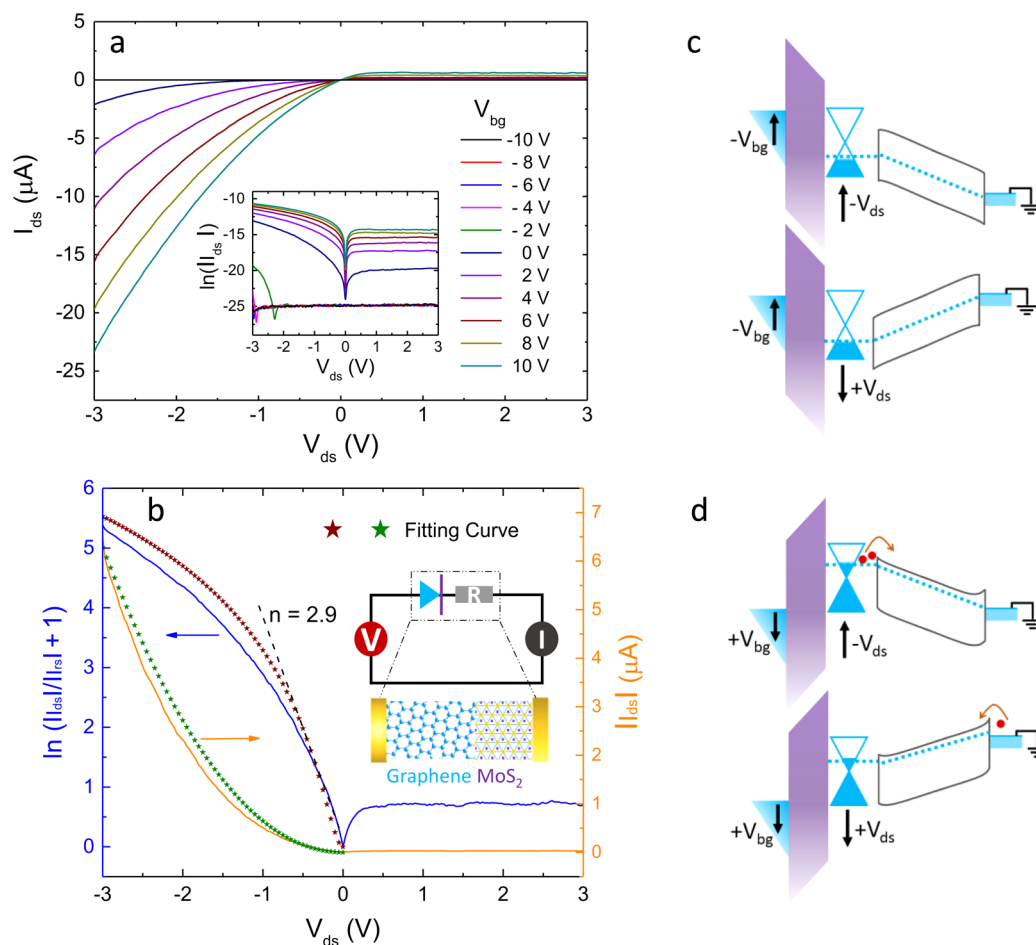 a
5
0
-5
-10
-15
-20
-25
I_ds (μA)
-3 -2 -1 0 1 2 3
V_ds (V)
V_bg
-10 V
- 8 V
- 6 V
- 4 V
- 2 V
0 V
2 V
4 V
6 V
8 V
10 V
-10
-15
-20
-25
ln(|I_ds|)
-3 -2 -1 0 1 2 3
V_ds (V)
b
6
5
4
3
2
1
0
ln (|I_ds|/|I_rs| + 1)
-3 -2 -1 0 1 2 3
V_ds (V)
7
6
5
4
3
2
1
0
|I_ds| (μA)
Fitting Curve
n = 2.9
R
V
I
Graphene MoS₂
c
-V_bg
-V_ds
-V_bg
+V_ds
d
+V_bg
-V_ds
+V_bg
+V_ds